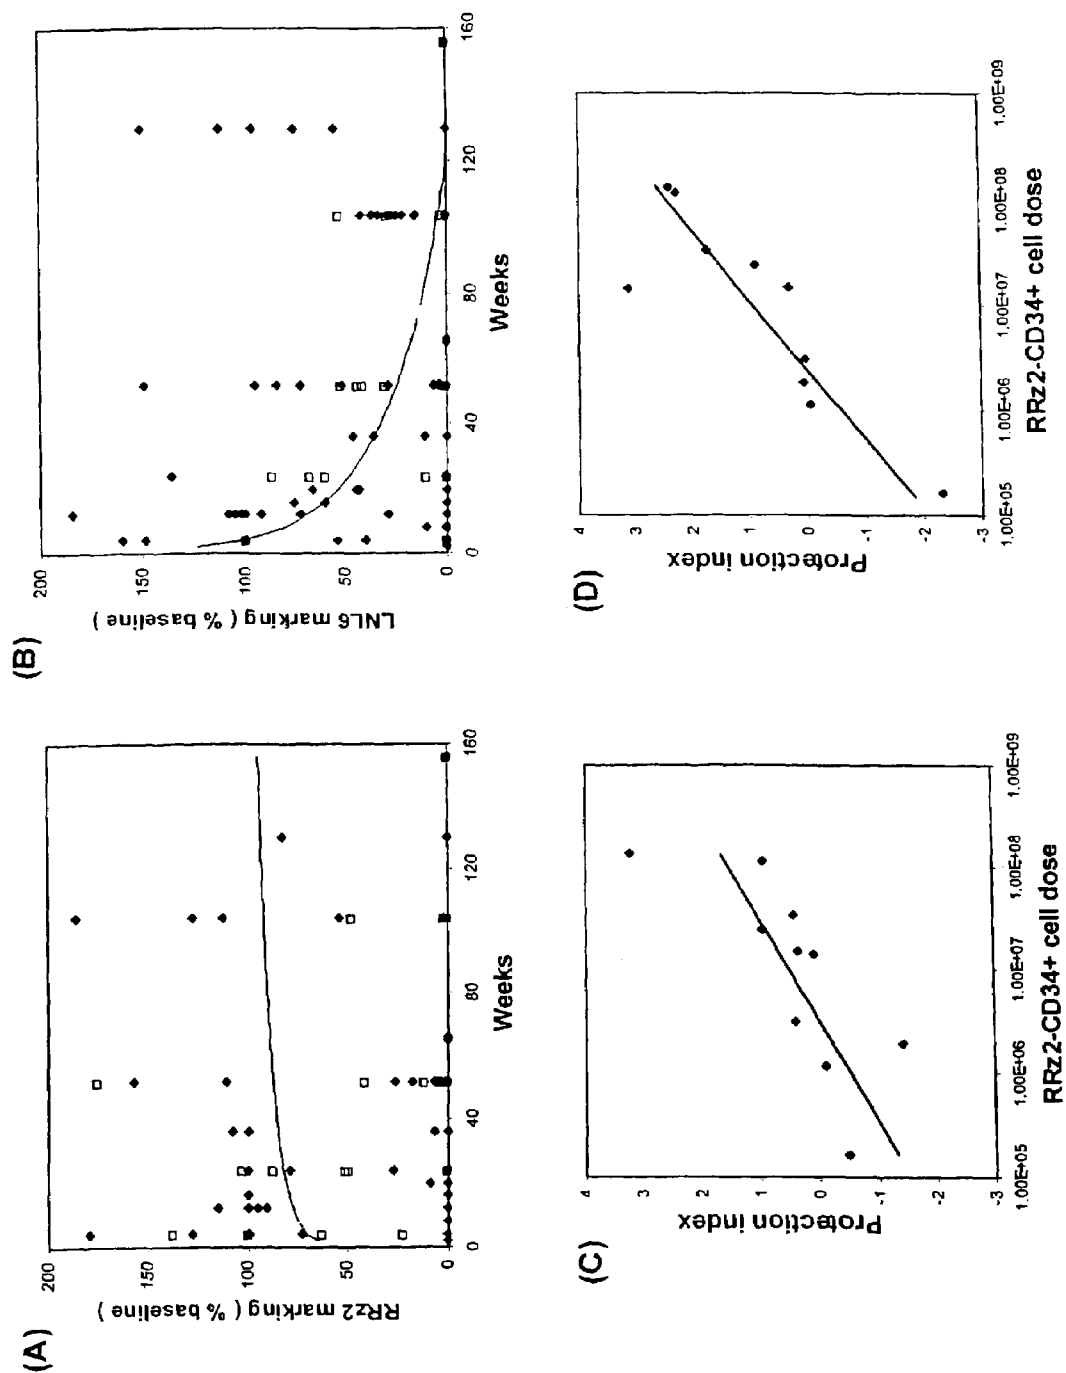 (A)
RRz2 marking ( % baseline )
200
150
100
50
0
0
40
80
120
160
Weeks
(B)
LNL6 marking ( % baseline )
200
150
100
50
0
0
40
80
120
160
Weeks
(C)
Protection index
4
3
2
1
0
-1
-2
-3
1.00E+05
1.00E+06
1.00E+07
1.00E+08
1.00E+09
RRz2-CD34+ cell dose
(D)
Protection index
4
3
2
1
0
-1
-2
-3
1.00E+05
1.00E+06
1.00E+07
1.00E+08
1.00E+09
RRz2-CD34+ cell dose